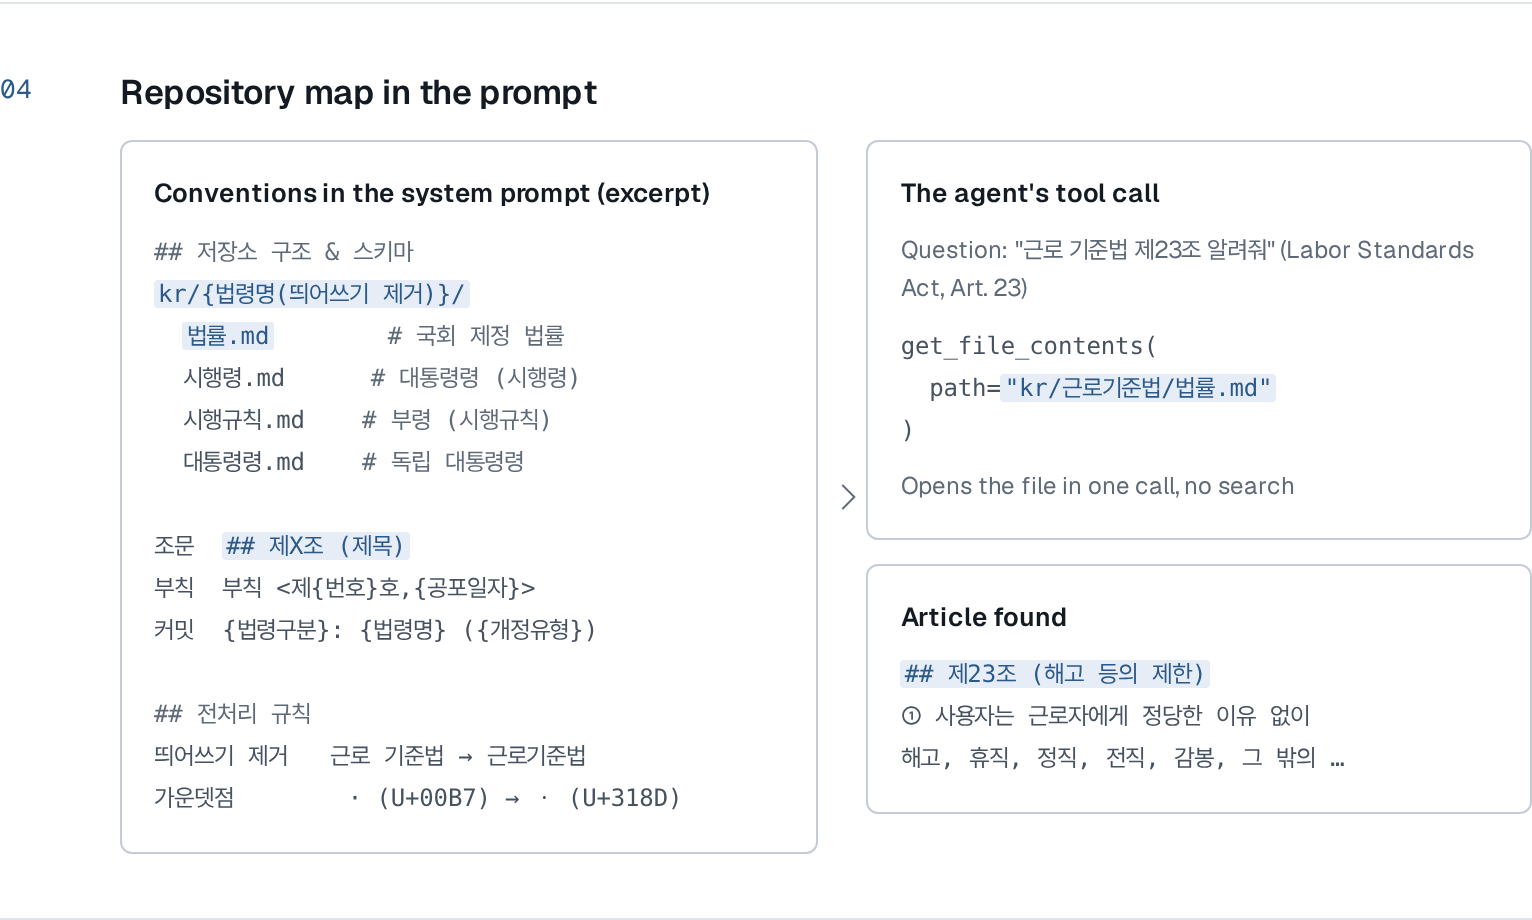 04
Repository map in the prompt
Conventions in the system prompt (excerpt)
## 저장소 구조 & 스키마
kr/{법령명(띄어쓰기 제거)}/
법률.md # 국회 제정 법률
시행령.md # 대통령령 (시행령)
시행규칙.md # 부령 (시행규칙)
대통령령.md # 독립 대통령령
조문 ## 제X조 (제목)
부칙 부칙 <제{번호}호,{공포일자}>
커밋 {법령구분}: {법령명} ({개정유형})
## 전처리 규칙
띄어쓰기 제거 근로 기준법 → 근로기준법
가운뎃점 · (U+00B7) → ㆍ (U+318D)
The agent's tool call
Question: "근로 기준법 제23조 알려줘" (Labor Standards
Act, Art. 23)
get_file_contents(
path="kr/근로기준법/법률.md"
)
Opens the file in one call, no search
Article found
## 제23조 (해고 등의 제한)
① 사용자는 근로자에게 정당한 이유 없이
해고, 휴직, 정직, 전직, 감봉, 그 밖의 …